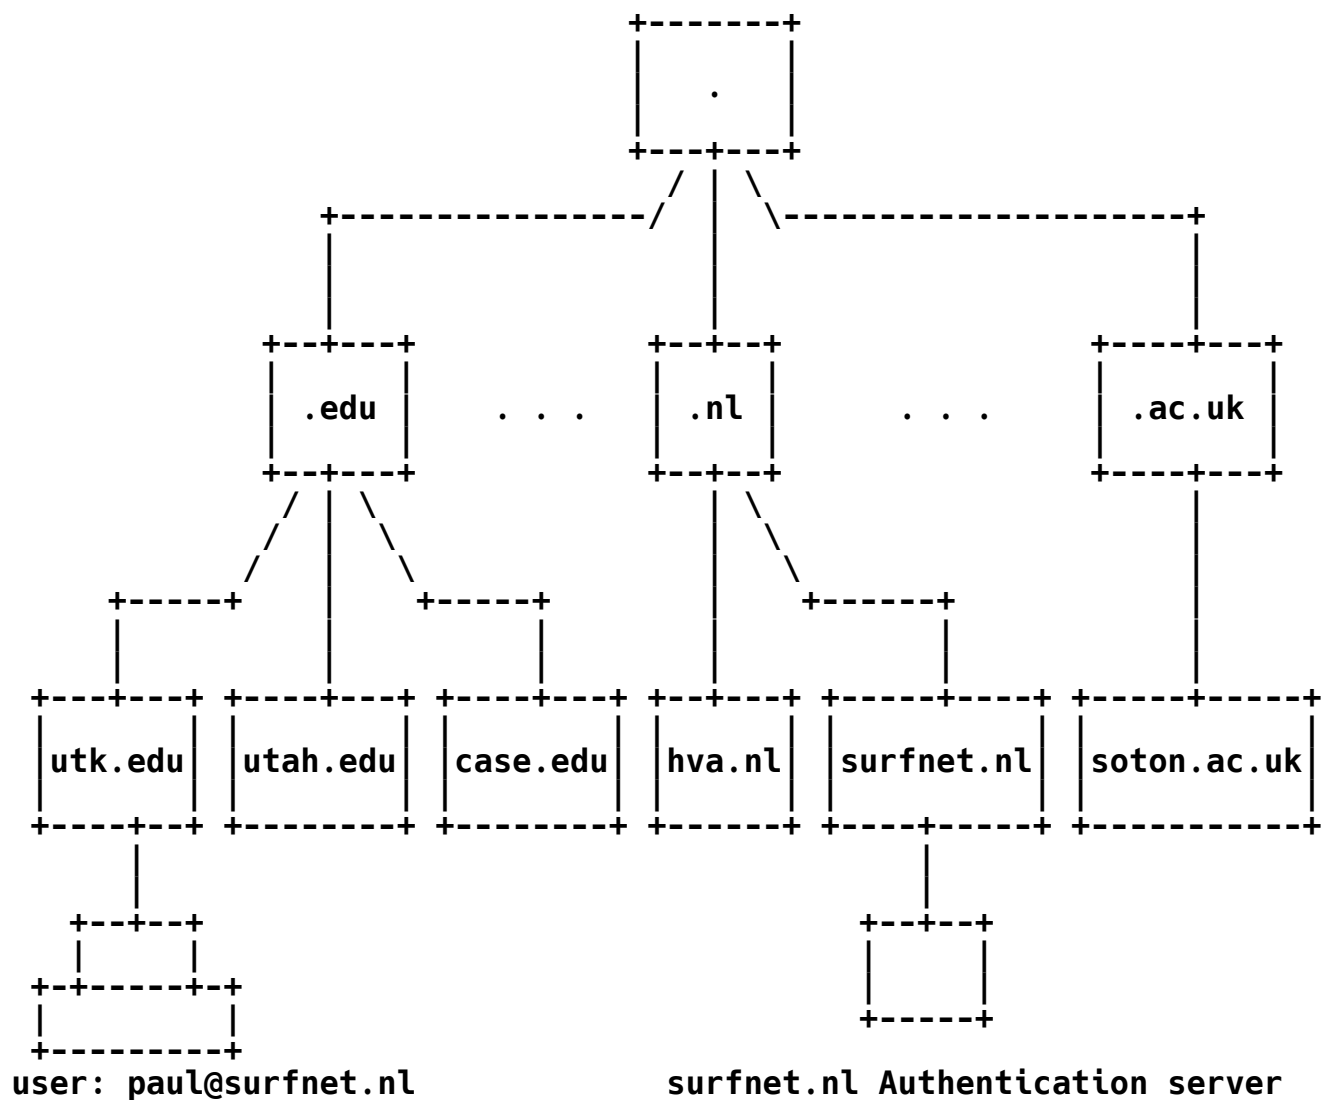 .
.edu . . . .nl . . . .ac.uk
utk.edu utah.edu case.edu hva.nl surfnet.nl soton.ac.uk
user: paul@surfnet.nl surfnet.nl Authentication server